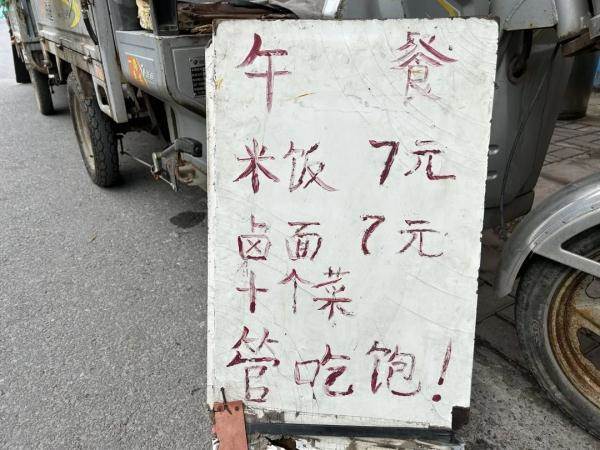 午 餐
米饭 7元
卤面 7元
十个菜
管吃饱!